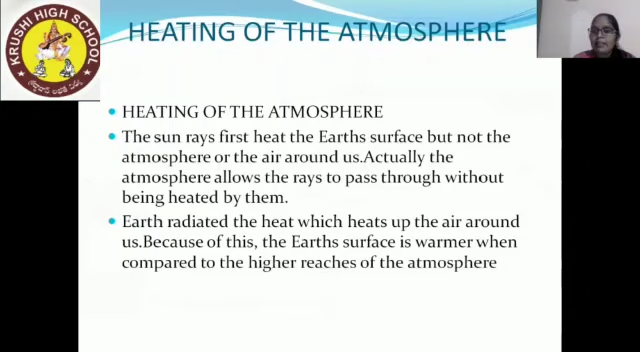 KRUSHI HIGH SCHOOL
HEATING OF THE ATMOSPHERE
HEATING OF THE ATMOSPHERE
The sun rays first heat the Earths surface but not the
atmosphere or the air around us.Actually the
atmosphere allows the rays to pass through without
being heated by them.
Earth radiated the heat which heats up the air around
us.Because of this, the Earths surface is warmer when
compared to the higher reaches of the atmosphere